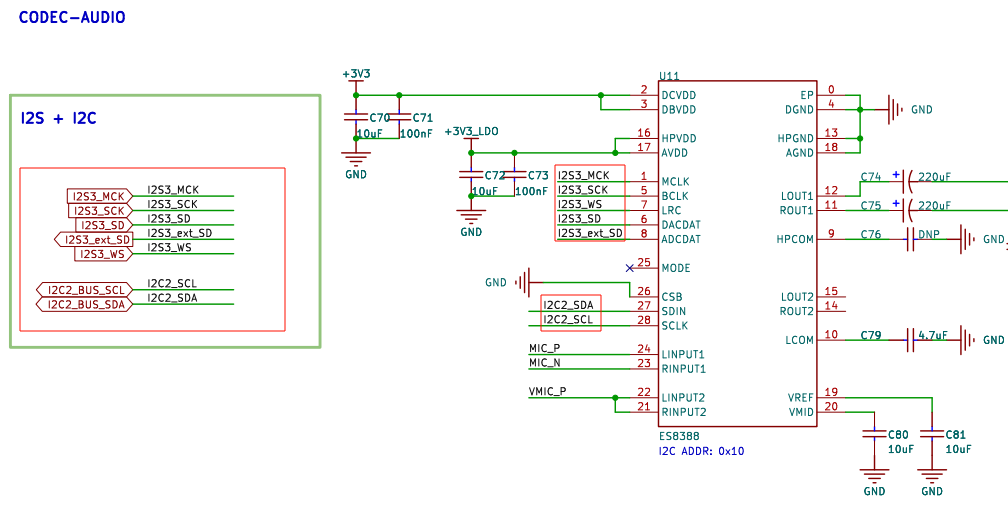 CODEC-AUDIO
I2S + I2C
I2S3_MCK I2S3_MCK
I2S3_SCK I2S3_SCK
I2S3_SD I2S3_SD
I2S3_ext_SD I2S3_ext_SD
I2S3_WS I2S3_WS
I2C2_BUS_SCL I2C2_SCL
I2C2_BUS_SDA I2C2_SDA
+3V3
C70 C71
10uF 100nF
GND
+3V3_LDO
C72 C73
10uF 100nF
GND
U11
2 DCVDD EP 0
3 DBVDD DGND 4 GND
16 HPVDD HPGND 13
17 AVDD AGND 18
I2S3_MCK 1 MCLK C74 + 220uF
I2S3_SCK 5 BCLK LOUT1 12
I2S3_WS 7 LRC ROUT1 11 C75 + 220uF
I2S3_SD 6 DACDAT
I2S3_ext_SD 8 ADCDAT HPCOM 9 C76 DNP GND
25 MODE
GND
26 CSB LOUT2 15
I2C2_SDA 27 SDIN ROUT2 14
I2C2_SCL 28 SCLK
LCOM 10 C79 4.7uF GND
MIC_P 24 LINPUT1
MIC_N 23 RINPUT1
VMIC_P 22 LINPUT2 VREF 19
21 RINPUT2 VMID 20
ES8388
I2C ADDR: 0x10
C80 C81
10uF 10uF
GND GND